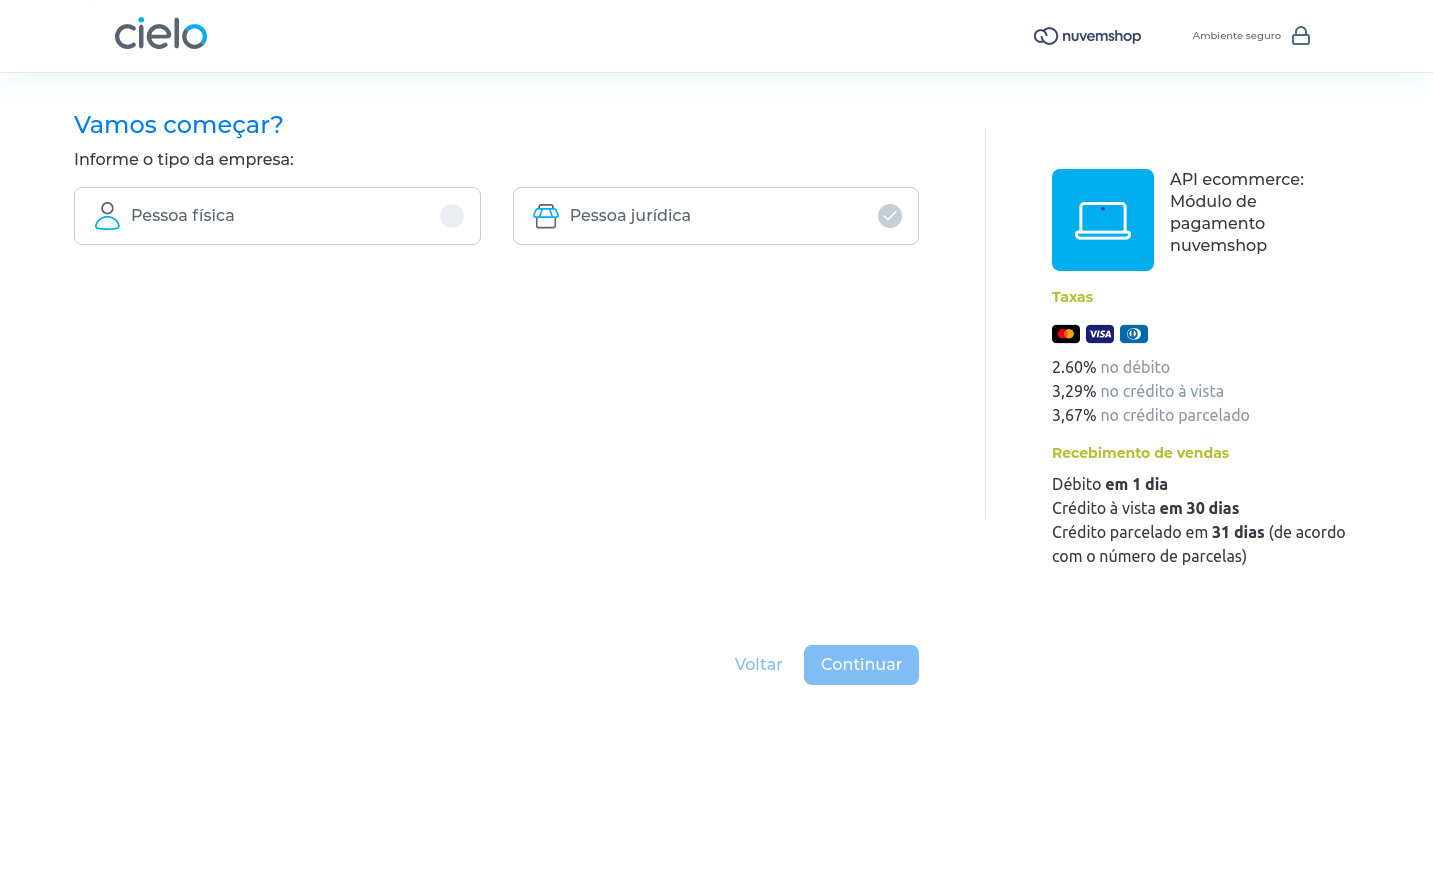 cielo
nuvemshop
Ambiente seguro
Vamos começar?
Informe o tipo da empresa:
Pessoa física
Pessoa jurídica
API ecommerce:
Módulo de
pagamento
nuvemshop
Taxas
VISA
2.60% no débito
3,29% no crédito à vista
3,67% no crédito parcelado
Recebimento de vendas
Débito em 1 dia
Crédito à vista em 30 dias
Crédito parcelado em 31 dias (de acordo
com o número de parcelas)
Voltar
Continuar